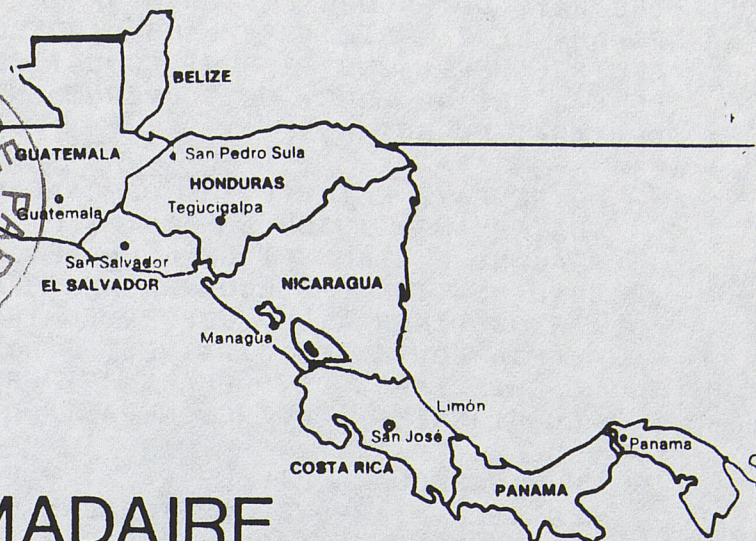 BELIZE
GUATEMALA
San Pedro Sula
HONDURAS
Guatemala
Tegucigalpa
San Salvador
EL SALVADOR
NICARAGUA
Managua
Limón
San José
Panama
COSTA RICA
PANAMA
MADAIRE